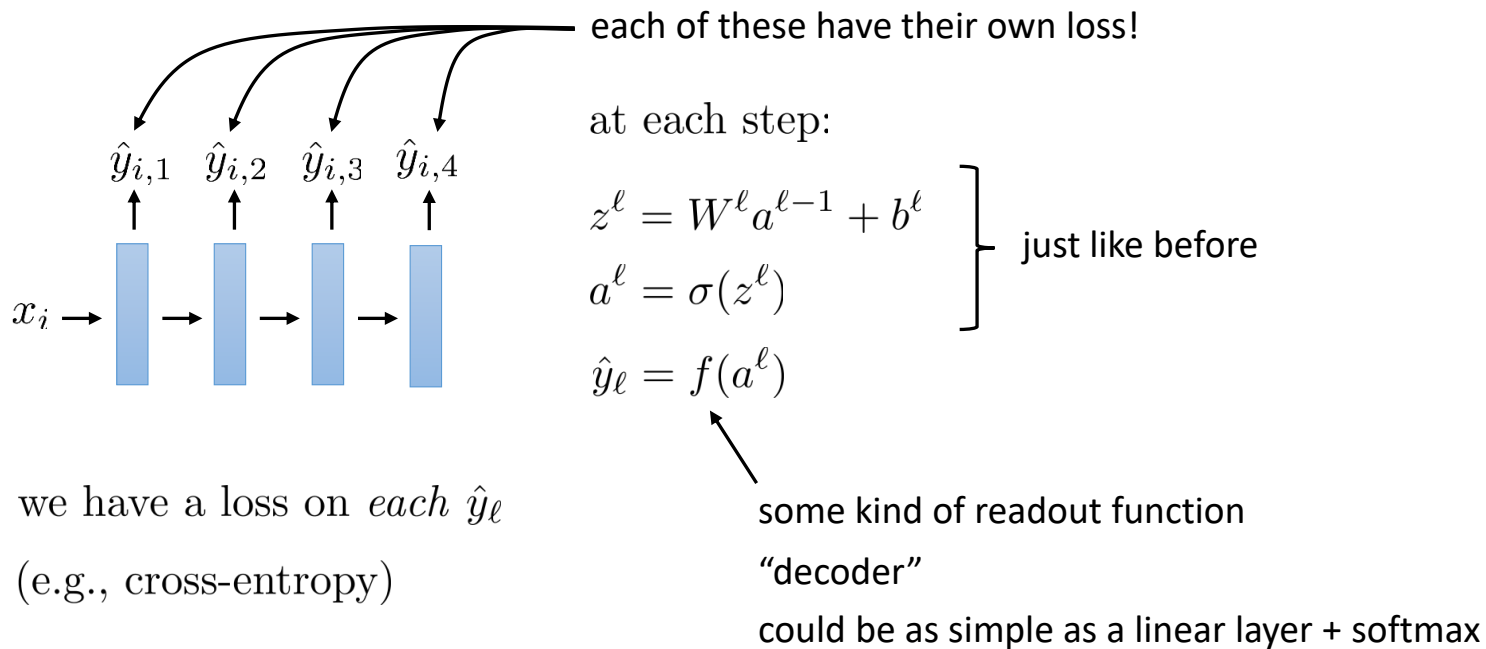 each of these have their own loss!
at each step:
ŷ_{i,1} ŷ_{i,2} ŷ_{i,3} ŷ_{i,4}
z^ℓ = W^ℓ a^{ℓ−1} + b^ℓ
just like before
a^ℓ = σ(z^ℓ)
x_i
ŷ_ℓ = f(a^ℓ)
we have a loss on each ŷ_ℓ
(e.g., cross-entropy)
some kind of readout function
“decoder”
could be as simple as a linear layer + softmax